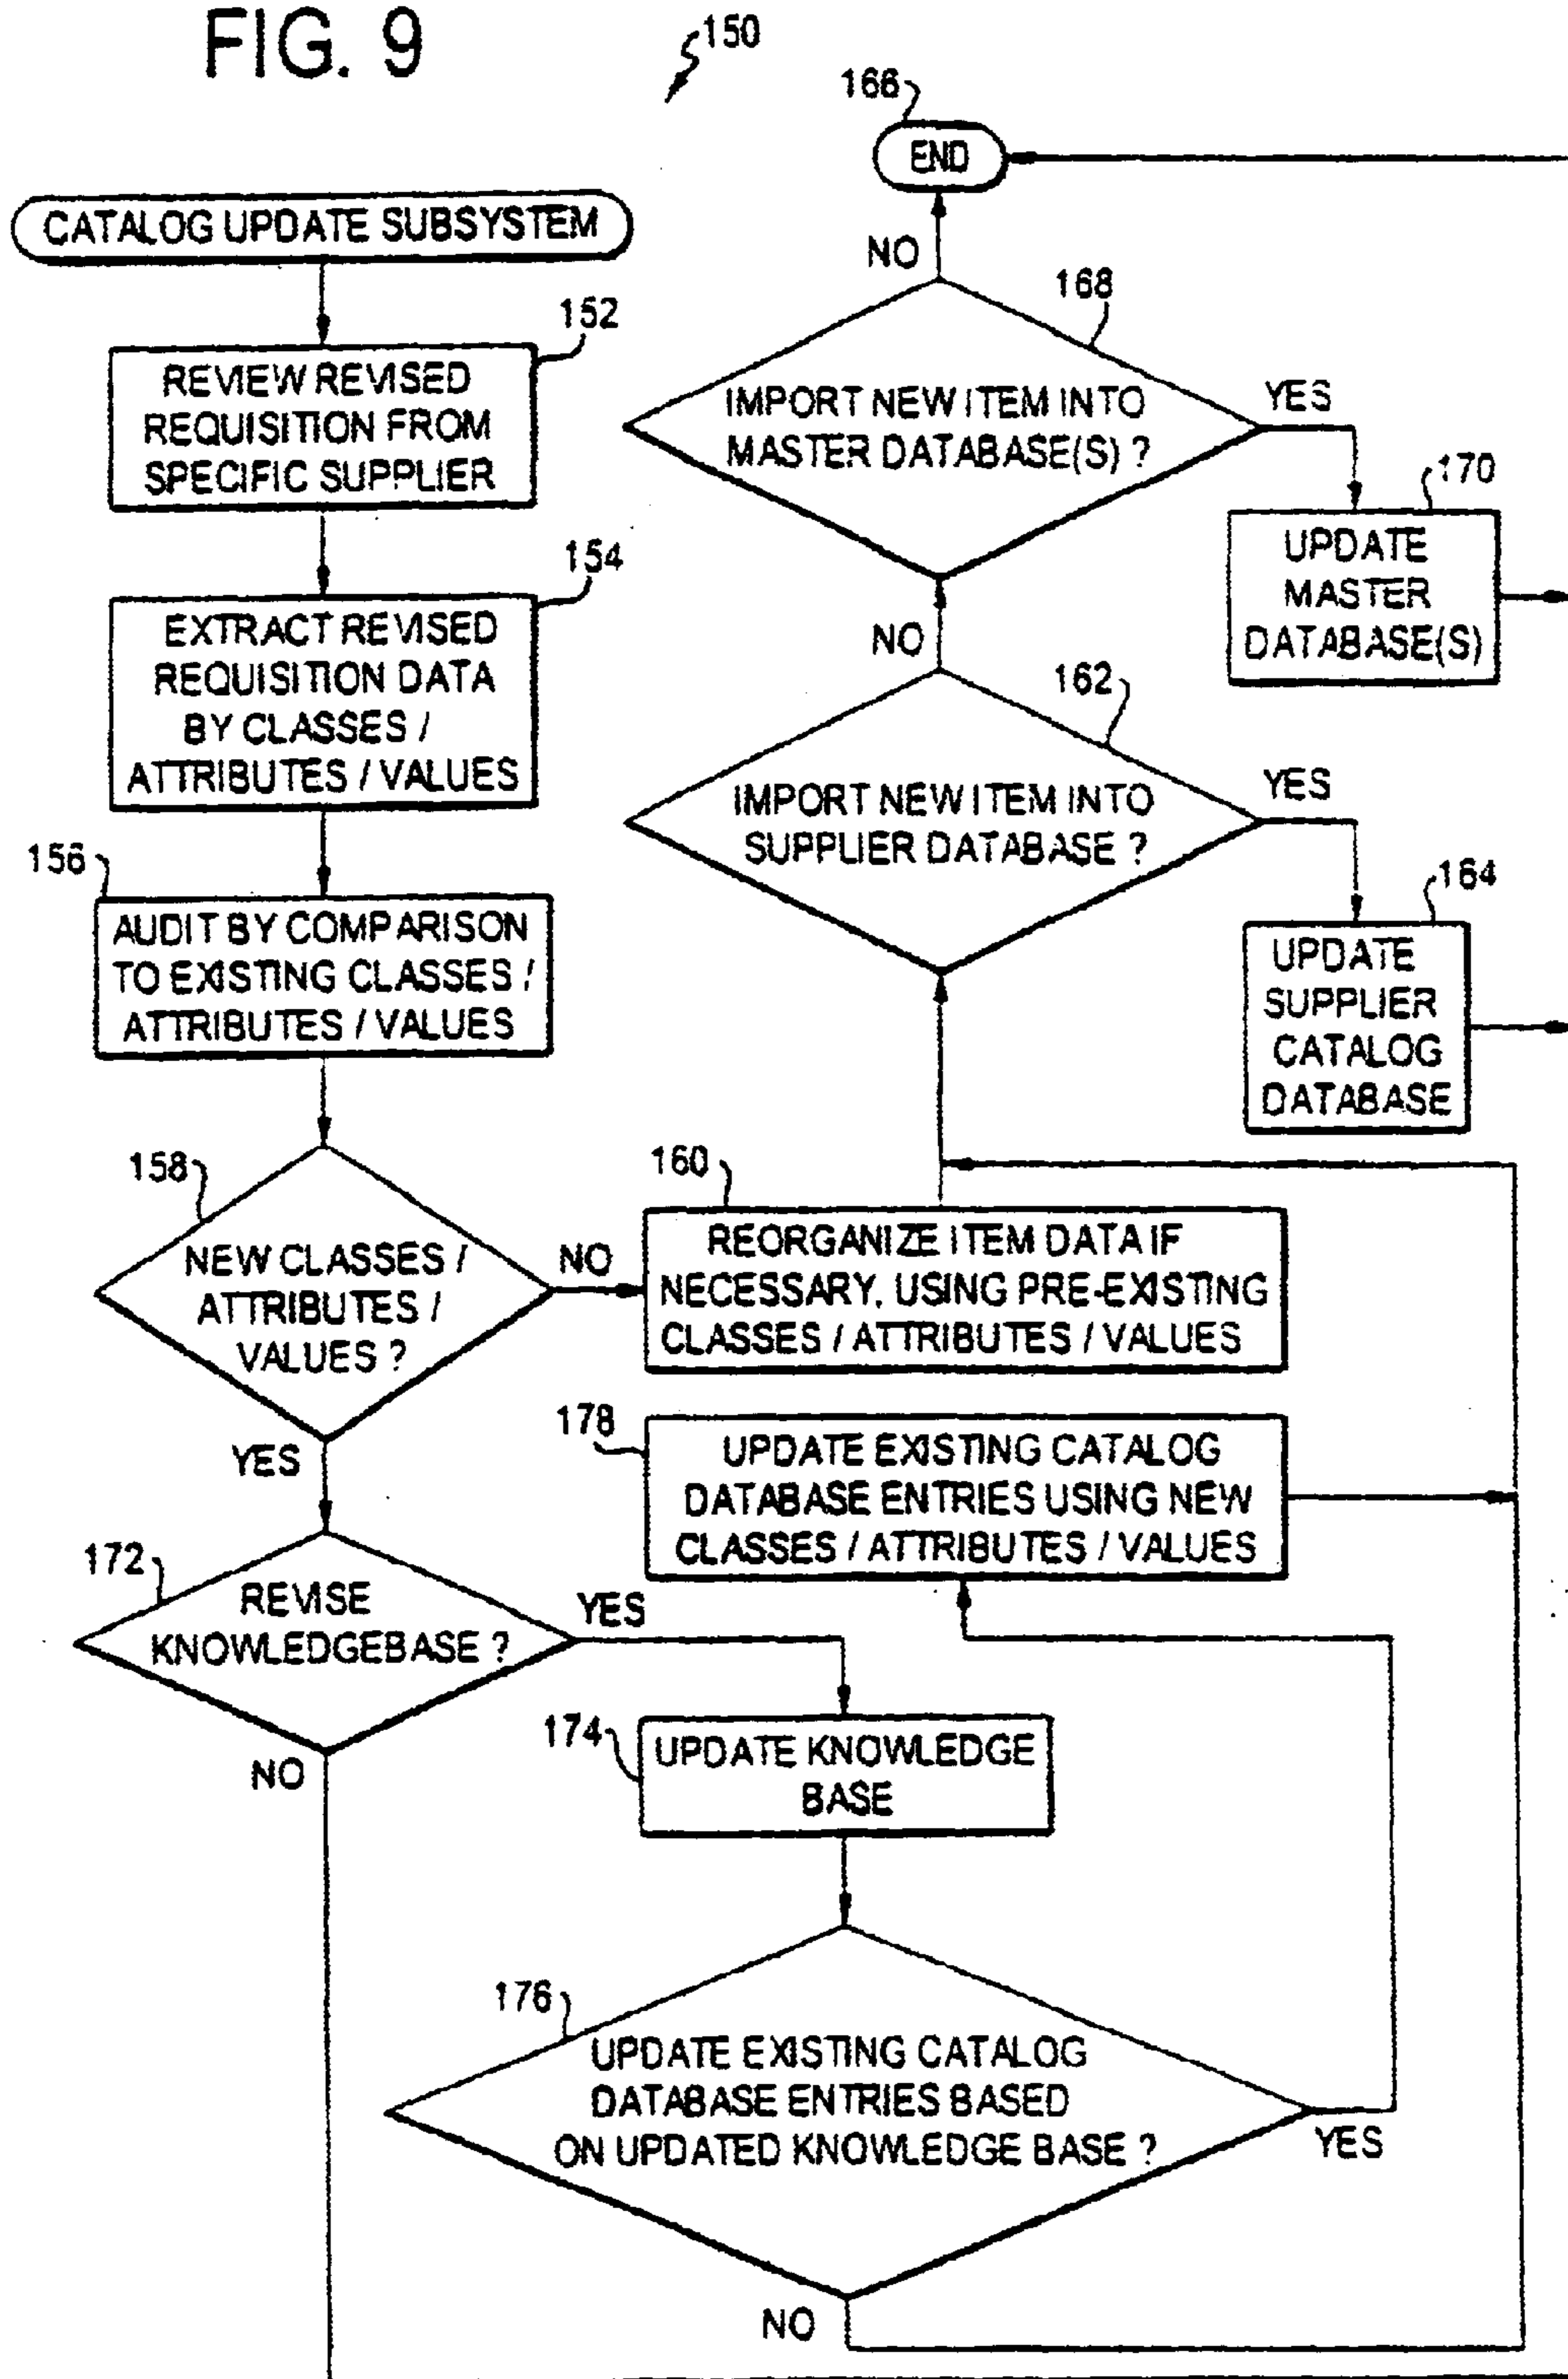 FIG. 9
150
CATALOG UPDATE SUBSYSTEM
152
REVIEW REVISED
REQUISITION FROM
SPECIFIC SUPPLIER
154
EXTRACT REVISED
REQUISITION DATA
BY CLASSES /
ATTRIBUTES / VALUES
156
AUDIT BY COMPARISON
TO EXISTING CLASSES /
ATTRIBUTES / VALUES
158
NEW CLASSES /
ATTRIBUTES /
VALUES ?
NO
YES
172
REVISE
KNOWLEDGEBASE ?
YES
NO
166
END
NO
168
IMPORT NEW ITEM INTO
MASTER DATABASE(S) ?
YES
170
UPDATE
MASTER
DATABASE(S)
NO
162
IMPORT NEW ITEM INTO
SUPPLIER DATABASE ?
YES
164
UPDATE
SUPPLIER
CATALOG
DATABASE
160
REORGANIZE ITEM DATA IF
NECESSARY, USING PRE-EXISTING
CLASSES / ATTRIBUTES / VALUES
178
UPDATE EXISTING CATALOG
DATABASE ENTRIES USING NEW
CLASSES / ATTRIBUTES / VALUES
174
UPDATE KNOWLEDGE
BASE
176
UPDATE EXISTING CATALOG
DATABASE ENTRIES BASED
ON UPDATED KNOWLEDGE BASE ?
YES
NO